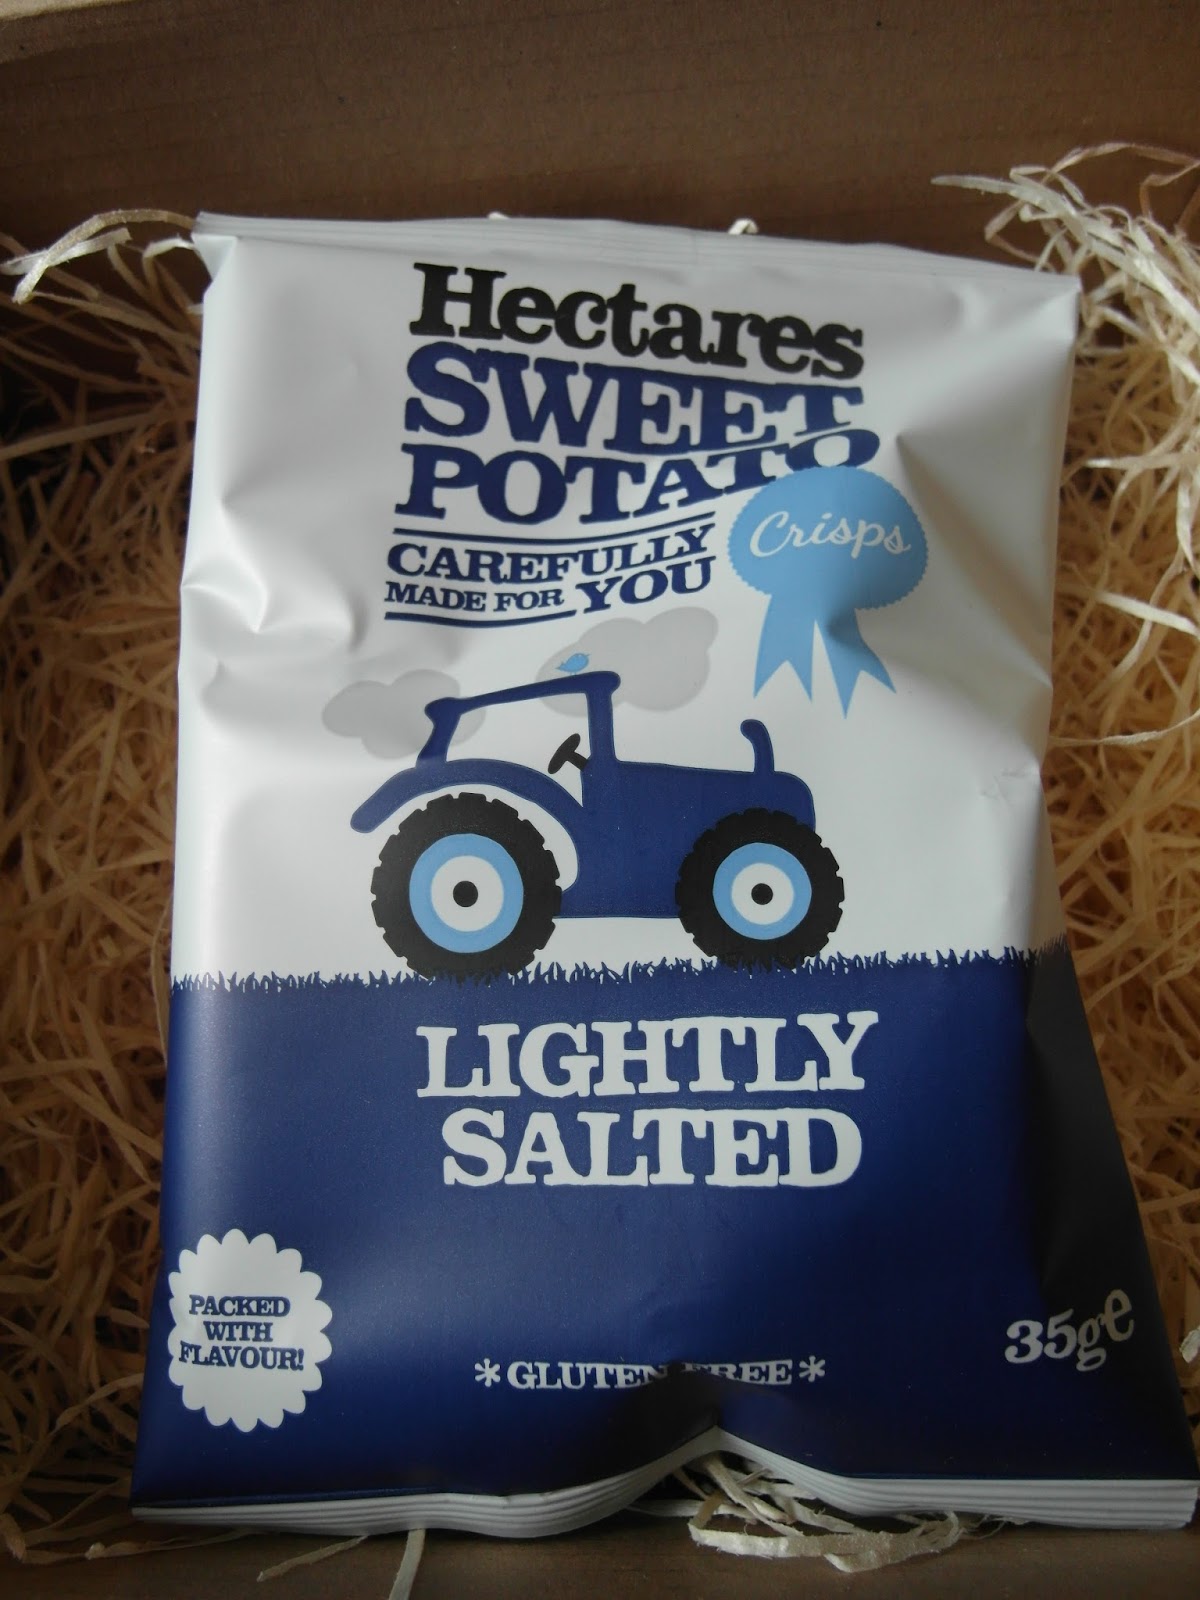 Hectares
SWEET
POTATO
Crisps
CAREFULLY
MADE FOR YOU
LIGHTLY
SALTED
PACKED
WITH
FLAVOUR!
*GLUTEN FREE*
35g℮